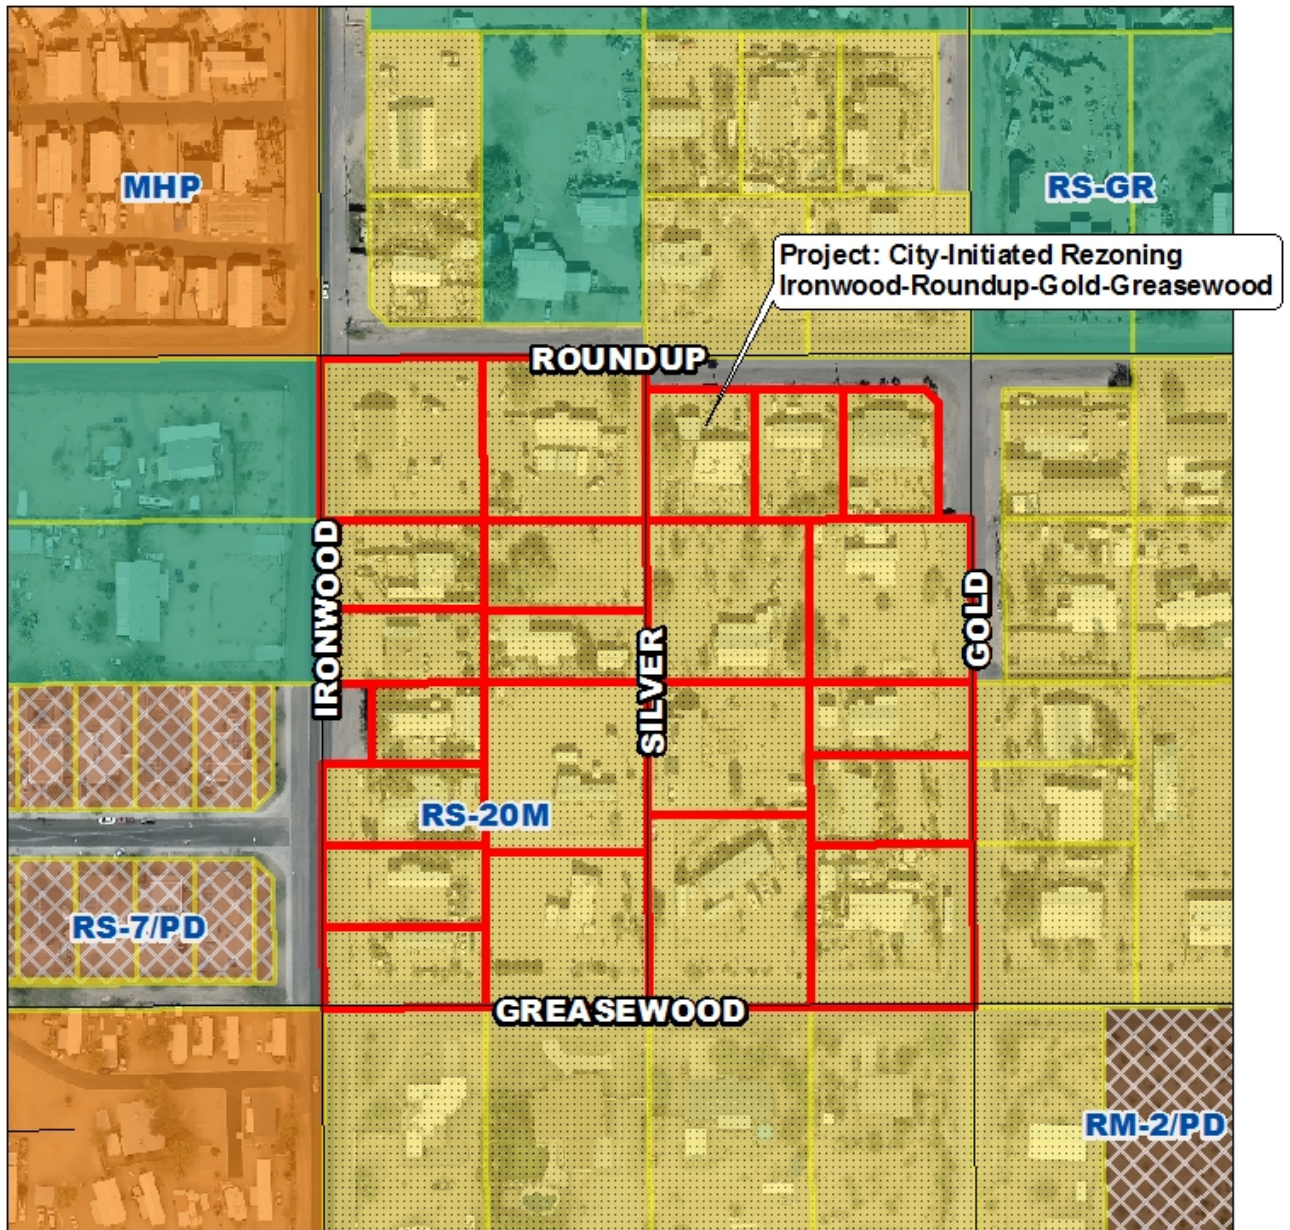 MHP
RS-GR
Project: City-Initiated Rezoning
Ironwood-Roundup-Gold-Greasewood
ROUNDUP
IRONWOOD
SILVER
GOLD
RS-20M
RS-7/PD
GREASEWOOD
RM-2/PD